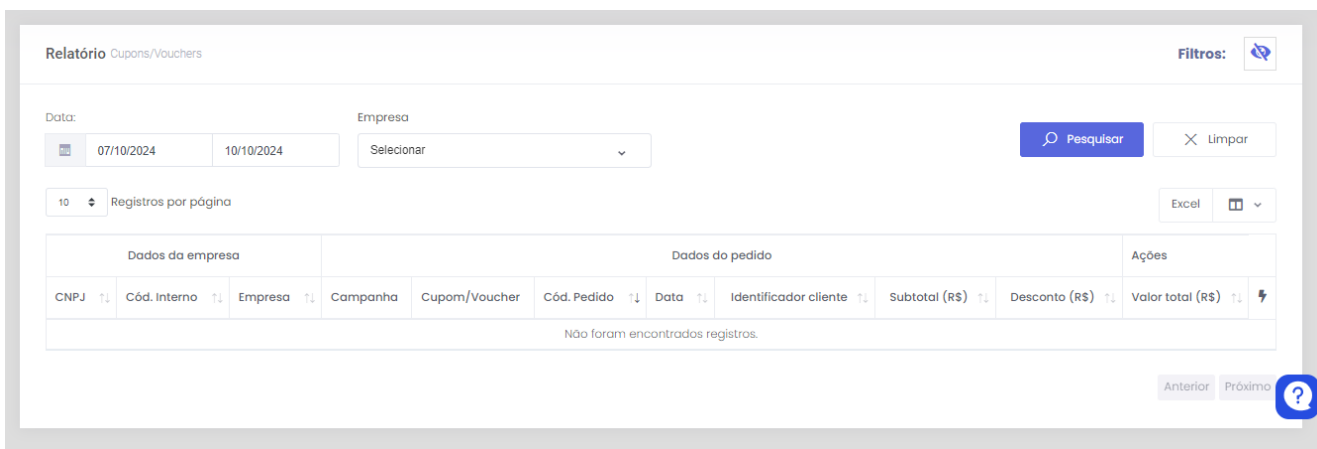 Relatório Cupons/Vouchers
Filtros:
Data:
Empresa
07/10/2024 10/10/2024
Selecionar
Pesquisar
Limpar
10 Registros por página
Excel
Dados da empresa Dados do pedido Ações
CNPJ Cód. Interno Empresa Campanha Cupom/Voucher Cód. Pedido Data Identificador cliente Subtotal (R$) Desconto (R$) Valor total (R$)
Não foram encontrados registros.
Anterior Próximo
?